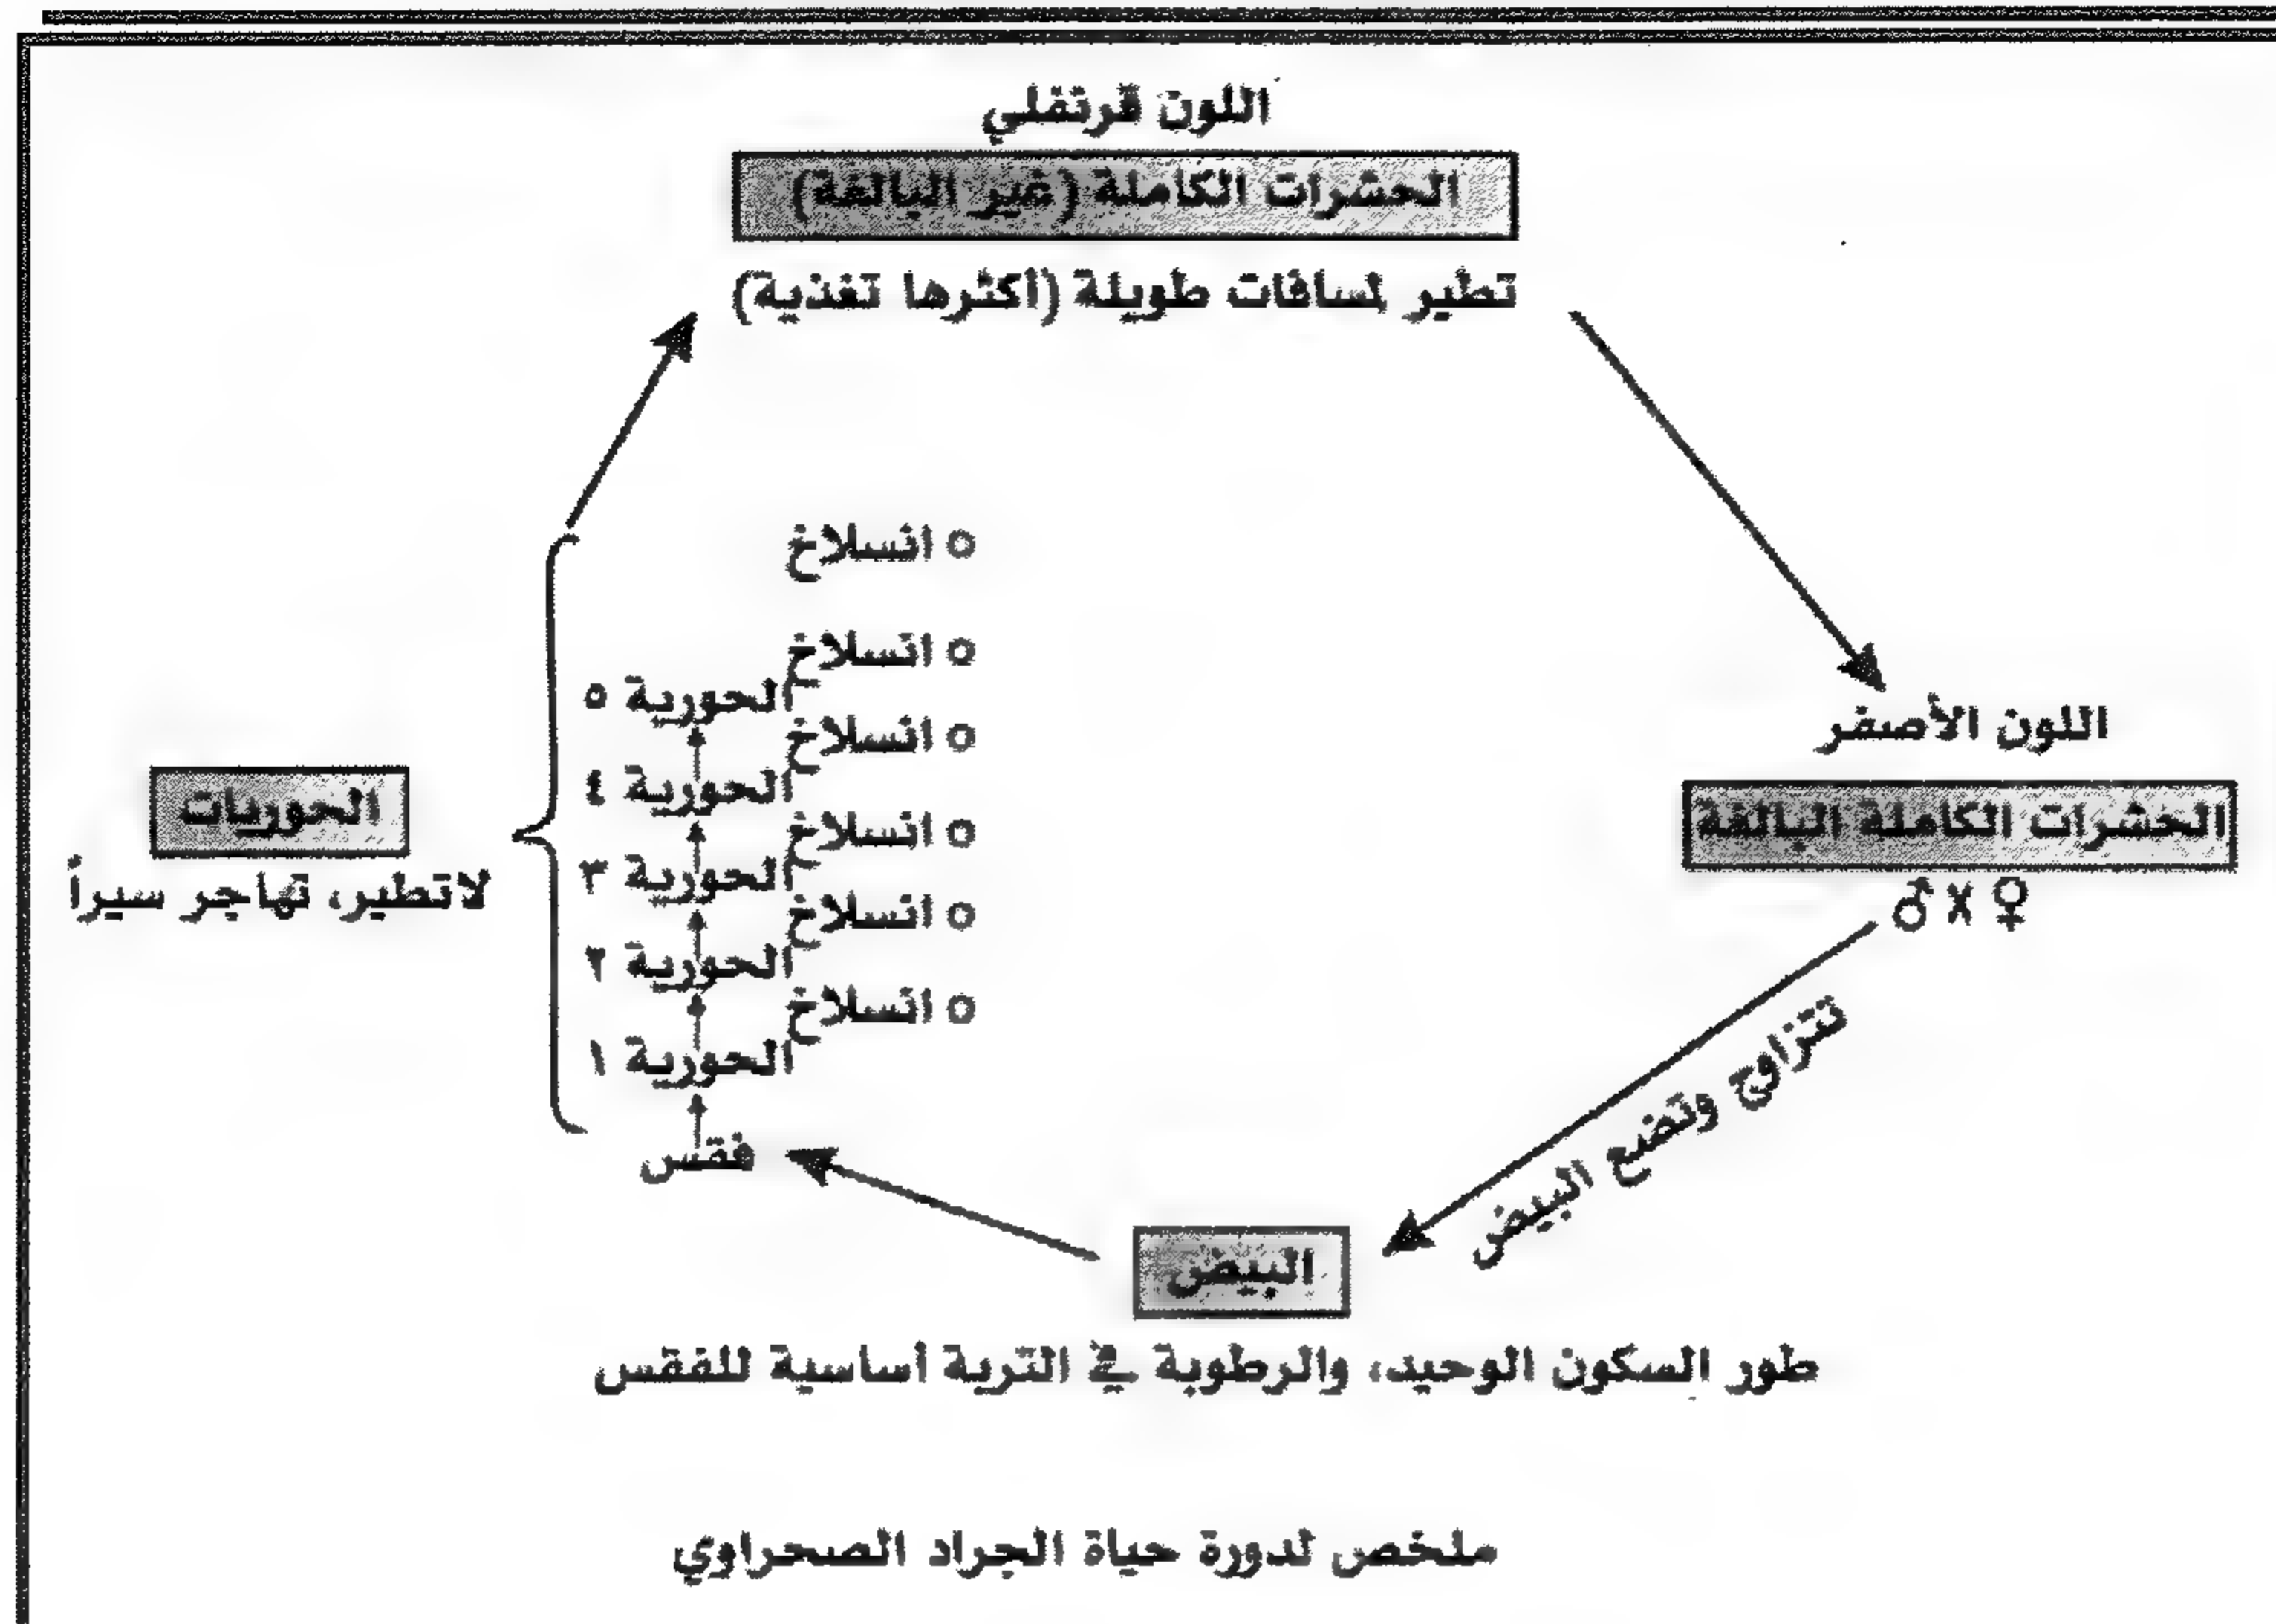 اللون قرنفلي
الحشرات الكاملة (غير البالغة)
تطير لمسافات طويلة (أكثرها تغذية)
اللون الأصفر
الحشرات الكاملة البالغة
♀ X ♂
تتزاوج وتضع البيض
البيض
طور السكون الوحيد، والرطوبة في التربة أساسية للفقس
فقس
o انسلاخ
o انسلاخ
الحورية ٥
o انسلاخ
الحورية ٤
o انسلاخ
الحورية ٣
o انسلاخ
الحورية ٢
o انسلاخ
الحورية ١
الحوريات
لاتطير، تهاجر سيراً
ملخص لدورة حياة الجراد الصحراوي